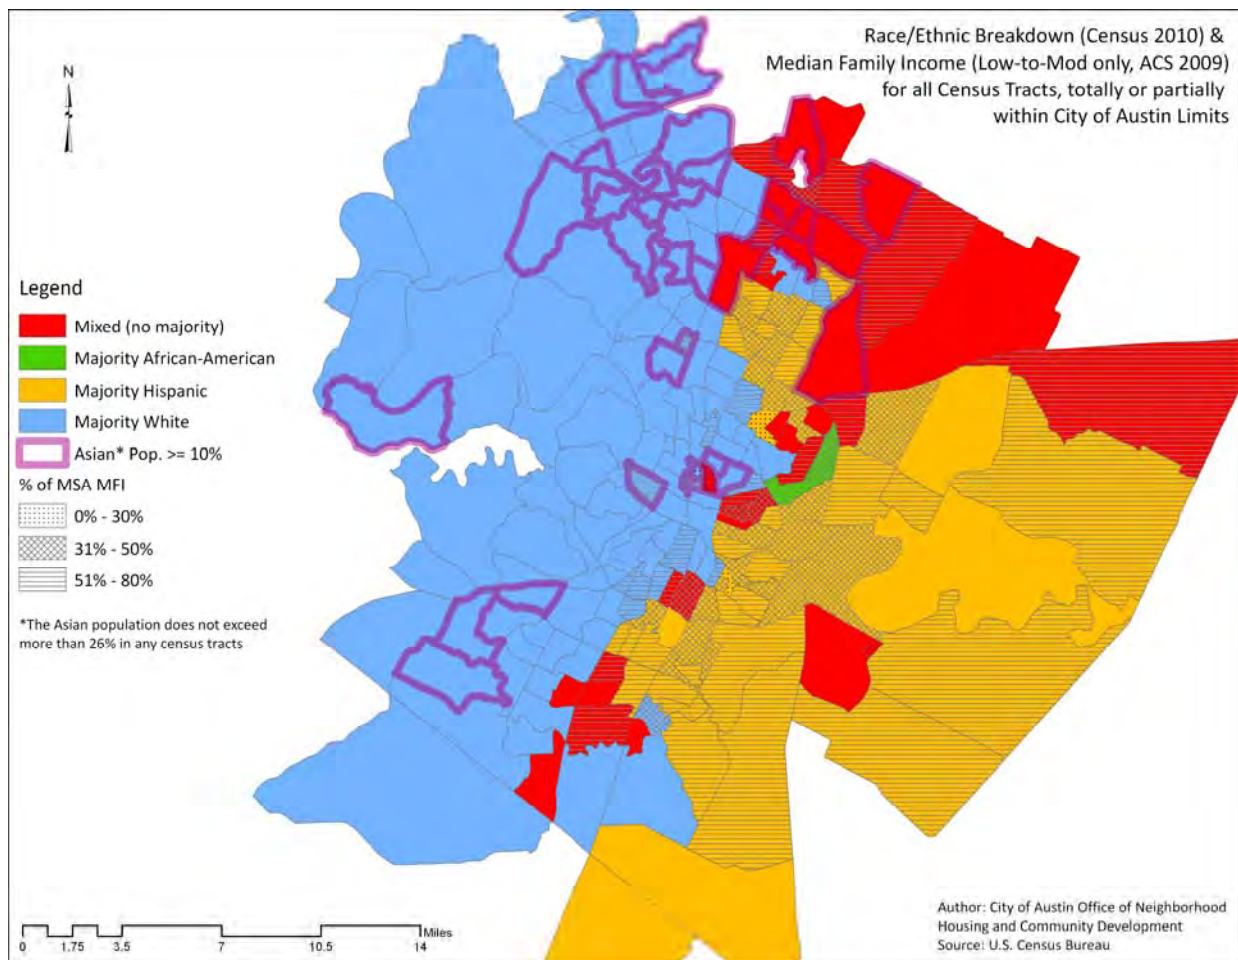 Race/Ethnic Breakdown (Census 2010) &
Median Family Income (Low-to-Mod only, ACS 2009)
for all Census Tracts, totally or partially
within City of Austin Limits
N
Legend
Mixed (no majority)
Majority African-American
Majority Hispanic
Majority White
Asian* Pop. >= 10%
% of MSA MFI
0% - 30%
31% - 50%
51% - 80%
*The Asian population does not exceed
more than 26% in any census tracts
Miles
0 1.75 3.5 7 10.5 14
Author: City of Austin Office of Neighborhood
Housing and Community Development
Source: U.S. Census Bureau